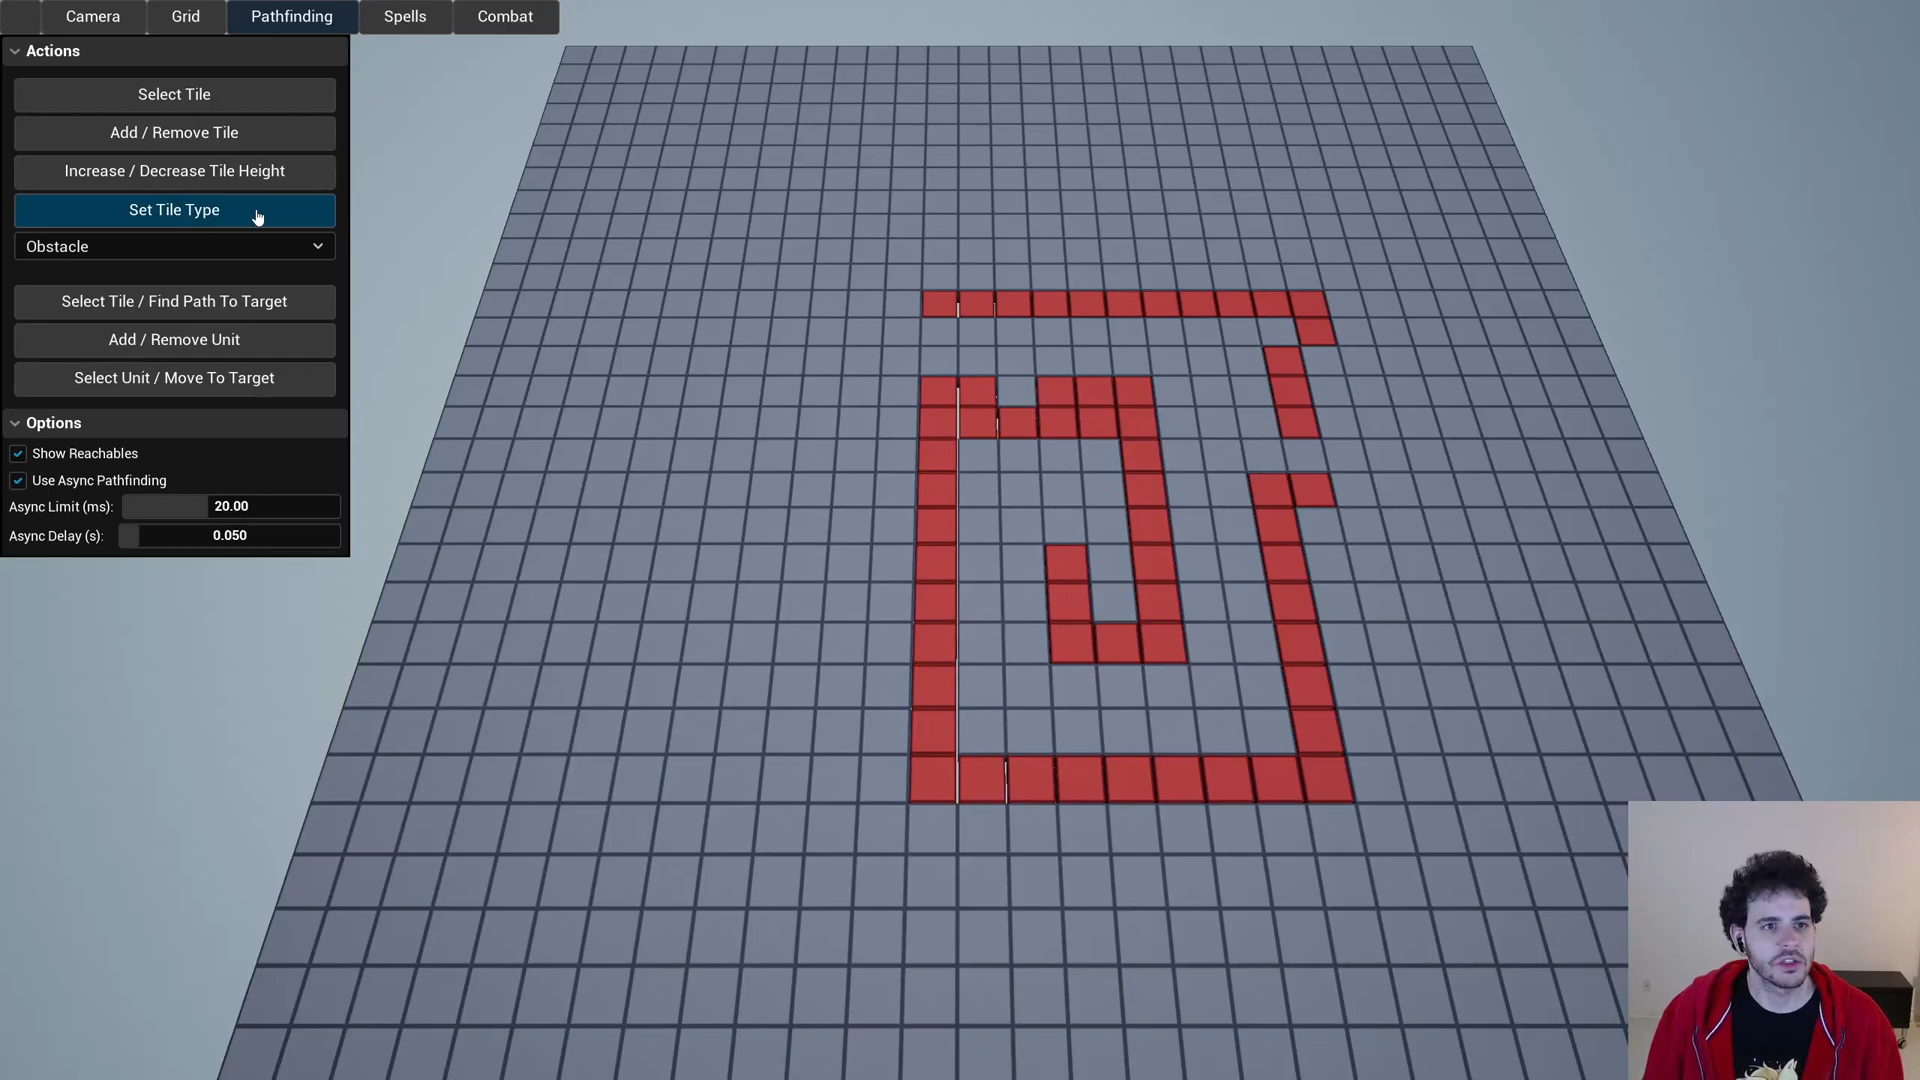 Camera
Grid
Pathfinding
Spells
Combat
Actions
Select Tile
Add / Remove Tile
Increase / Decrease Tile Height
Set Tile Type
Obstacle
Select Tile / Find Path To Target
Add / Remove Unit
Select Unit / Move To Target
Options
Show Reachables
Use Async Pathfinding
Async Limit (ms): 20.00
Async Delay (s): 0.050